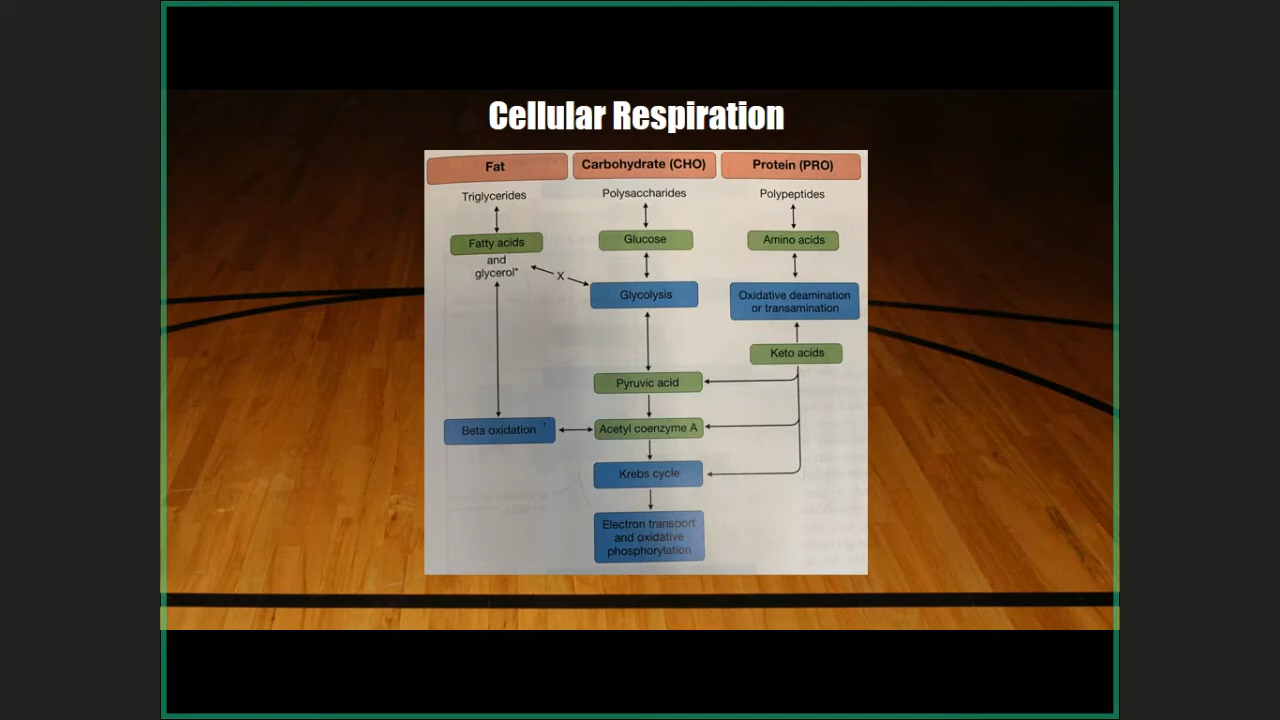 Cellular Respiration
Fat
Carbohydrate (CHO)
Protein (PRO)
Triglycerides
Polysaccharides
Polypeptides
Fatty acids
Glucose
Amino acids
and
glycerol*
X
Glycolysis
Oxidative deamination
or transamination
Keto acids
Pyruvic acid
Beta oxidation
Acetyl coenzyme A
Krebs cycle
Electron transport
and oxidative
phosphorylation